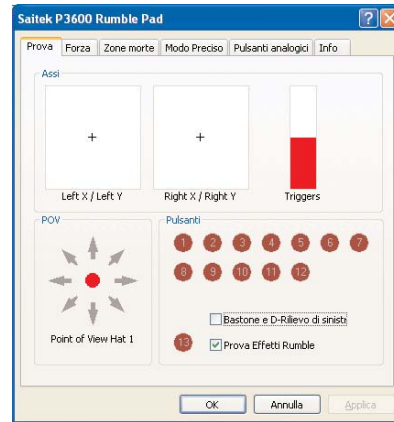 Saitek P3600 Rumble Pad
Prova Forza Zone morte Modo Preciso Pulsanti analogici Info
Assi
Left X / Left Y Right X / Right Y Triggers
POV Pulsanti
1 2 3 4 5 6 7
8 9 10 11 12
Bastone e D-Rilievo di sinistr
Point of View Hat 1
13 Prova Effetti Rumble
OK Annulla Applica